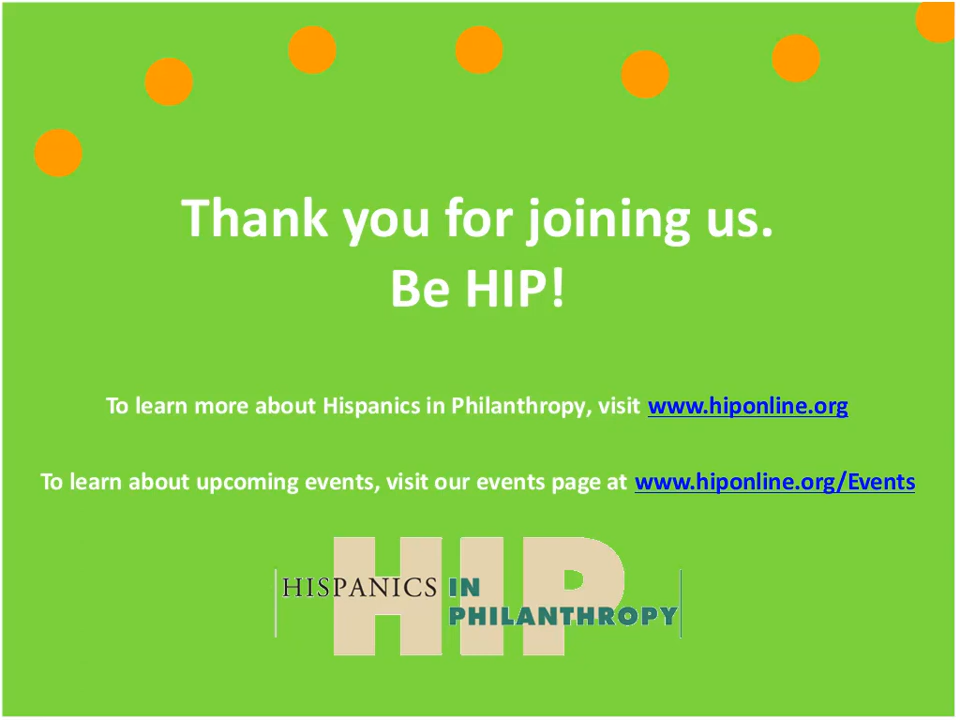 Thank you for joining us.
Be HIP!
To learn more about Hispanics in Philanthropy, visit www.hiponline.org
To learn about upcoming events, visit our events page at www.hiponline.org/Events
HIP
HISPANICS IN
PHILANTHROPY